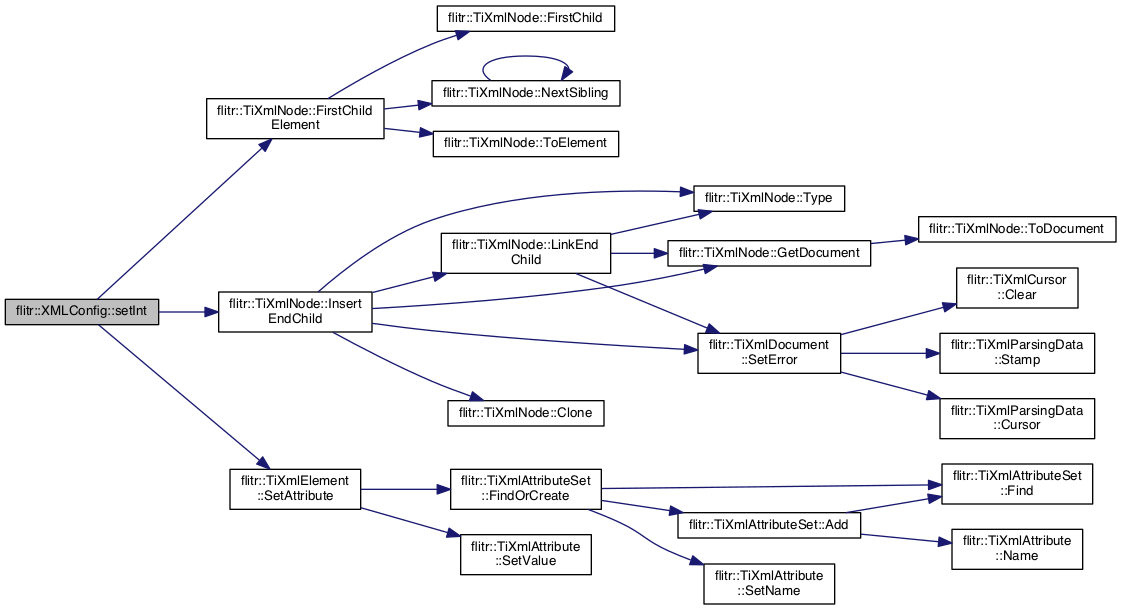 flitr::TiXmlNode::FirstChild
flitr::TiXmlNode::NextSibling
flitr::TiXmlNode::FirstChild
Element
flitr::TiXmlNode::ToElement
flitr::TiXmlNode::Type
flitr::TiXmlNode::ToDocument
flitr::TiXmlNode::LinkEnd
Child
flitr::TiXmlNode::GetDocument
flitr::TiXmlCursor
::Clear
flitr::XMLConfig::setInt
flitr::TiXmlNode::Insert
EndChild
flitr::TiXmlDocument
::SetError
flitr::TiXmlParsingData
::Stamp
flitr::TiXmlNode::Clone
flitr::TiXmlParsingData
::Cursor
flitr::TiXmlElement
::SetAttribute
flitr::TiXmlAttributeSet
::FindOrCreate
flitr::TiXmlAttributeSet
::Find
flitr::TiXmlAttributeSet::Add
flitr::TiXmlAttribute
::SetValue
flitr::TiXmlAttribute
::Name
flitr::TiXmlAttribute
::SetName